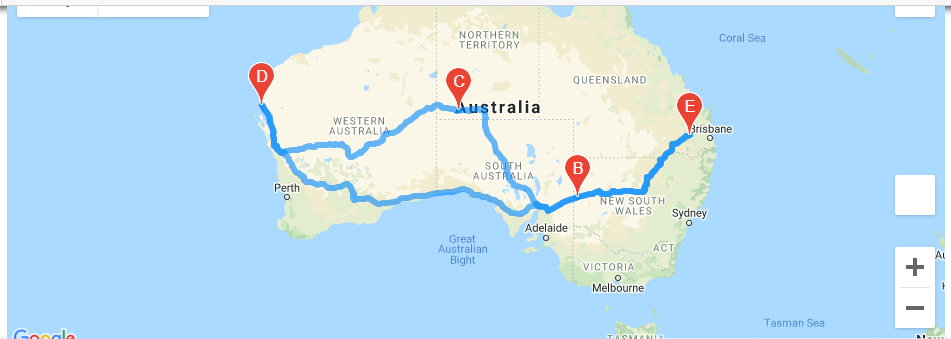 NORTHERN
TERRITORY
Coral Sea
D
C
QUEENSLAND
E
Australia
WESTERN
AUSTRALIA
Brisbane
SOUTH
AUSTRALIA
B
Perth
NEW SOUTH
WALES
Sydney
Adelaide
Great
Australian
Bight
ACT
VICTORIA
Melbourne
+
−
Tasman Sea
Google
TASMANIA